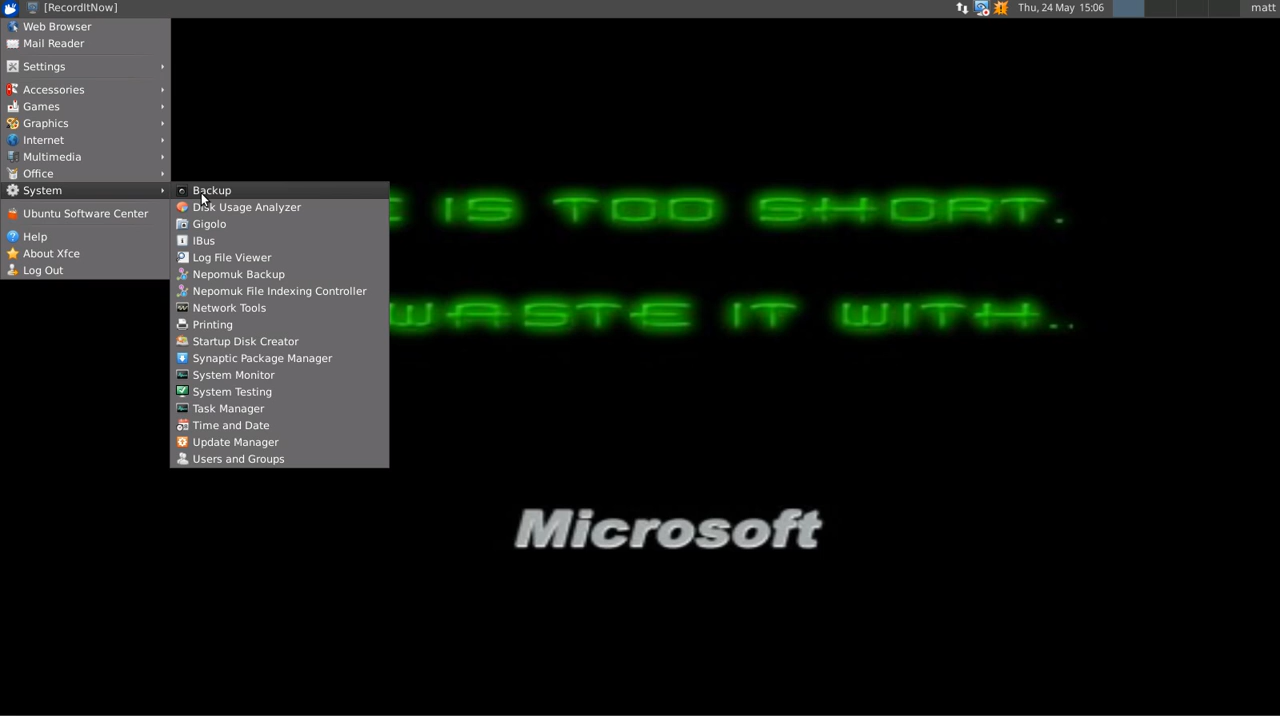 [RecordItNow]
Thu, 24 May 15:06
matt
Web Browser
Mail Reader
Settings
Accessories
Games
Graphics
Internet
Multimedia
Office
System
Ubuntu Software Center
Help
About Xfce
Log Out
Backup
Disk Usage Analyzer
Gigolo
IBus
Log File Viewer
Nepomuk Backup
Nepomuk File Indexing Controller
Network Tools
Printing
Startup Disk Creator
Synaptic Package Manager
System Monitor
System Testing
Task Manager
Time and Date
Update Manager
Users and Groups
IS TOO SHORT.
WASTE IT WITH..
Microsoft